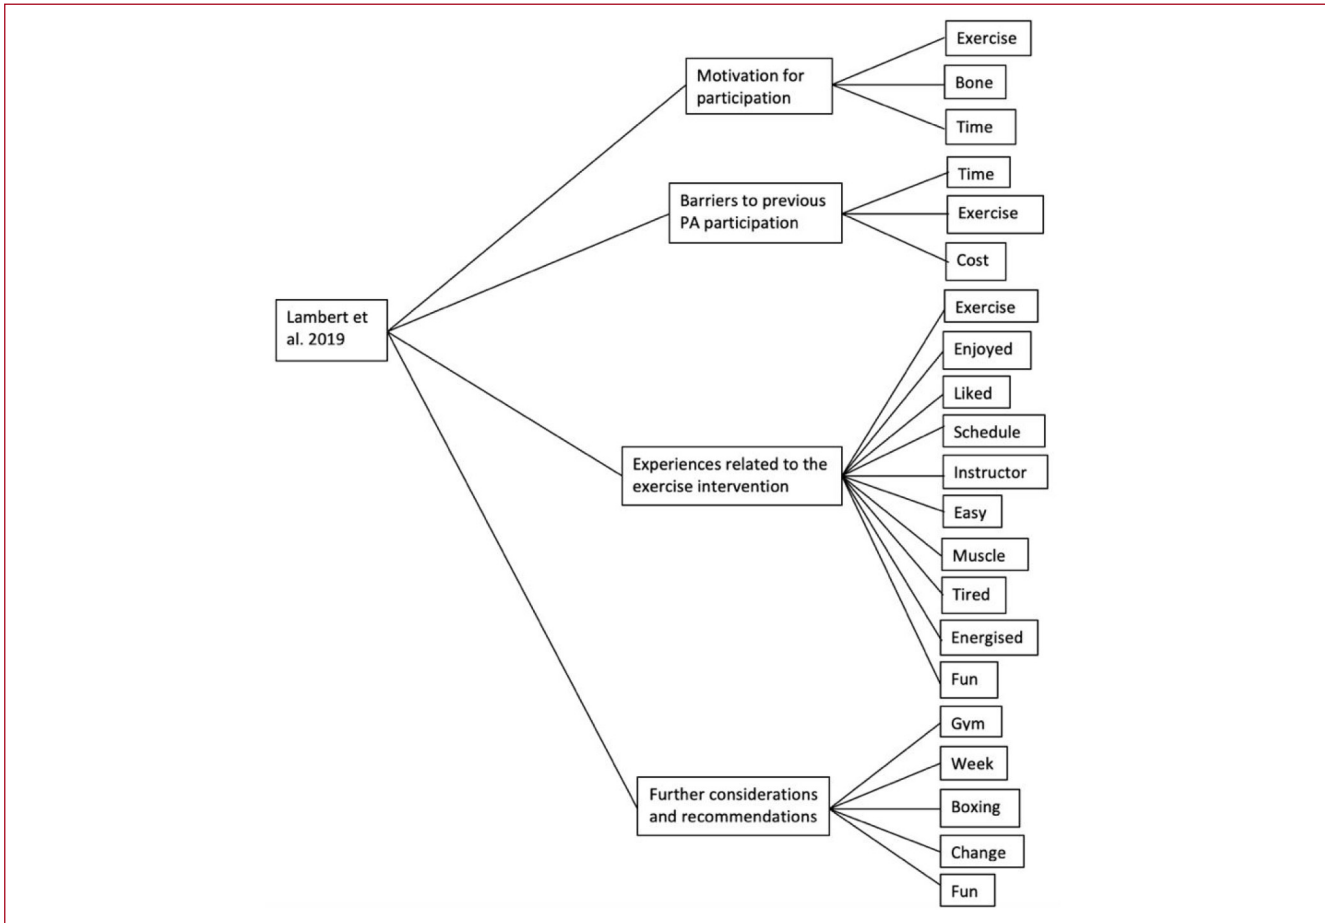 Lambert et
al. 2019
Motivation for
participation
Exercise
Bone
Time
Barriers to previous
PA participation
Time
Exercise
Cost
Experiences related to the
exercise intervention
Exercise
Enjoyed
Liked
Schedule
Instructor
Easy
Muscle
Tired
Energised
Fun
Further considerations
and recommendations
Gym
Week
Boxing
Change
Fun